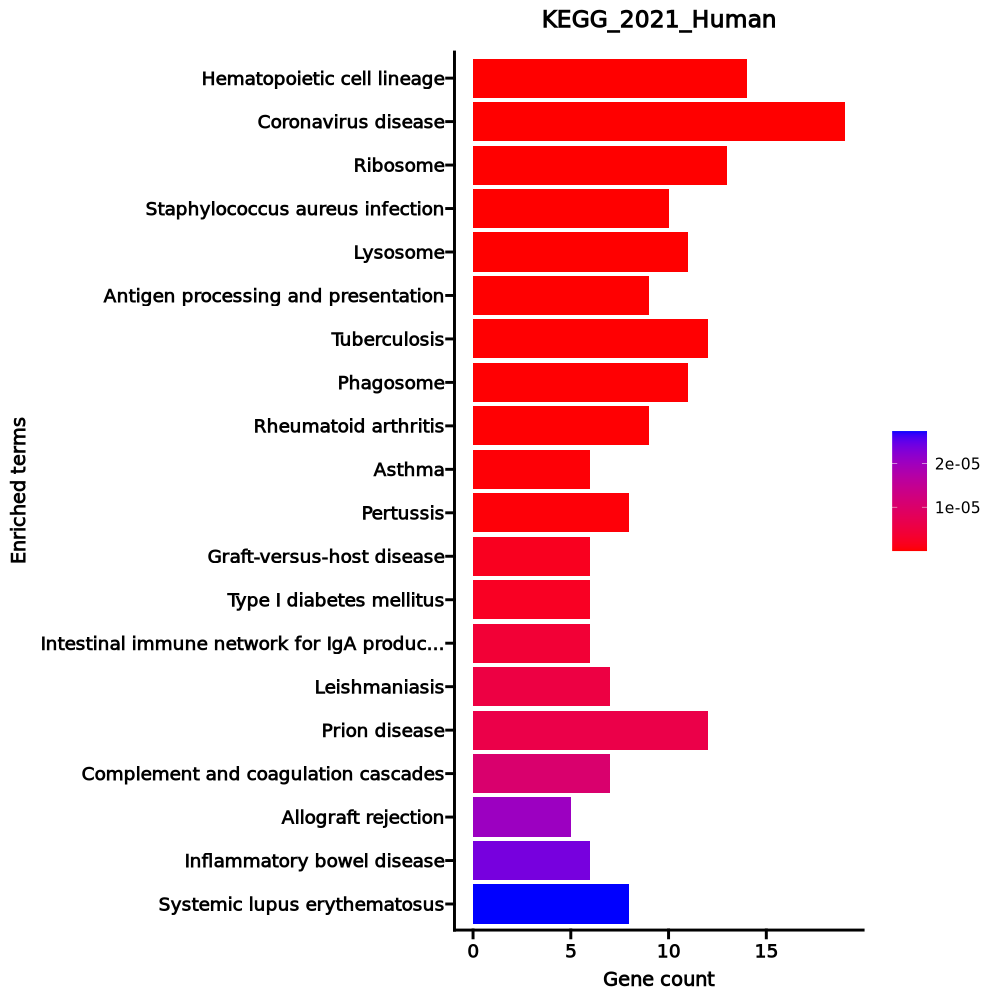 KEGG_2021_Human
Hematopoietic cell lineage
Coronavirus disease
Ribosome
Staphylococcus aureus infection
Lysosome
Antigen processing and presentation
Tuberculosis
Phagosome
Rheumatoid arthritis
Asthma
Pertussis
Graft-versus-host disease
Type I diabetes mellitus
Intestinal immune network for IgA produc...
Leishmaniasis
Prion disease
Complement and coagulation cascades
Allograft rejection
Inflammatory bowel disease
Systemic lupus erythematosus
Enriched terms
0 5 10 15
Gene count
2e-05
1e-05